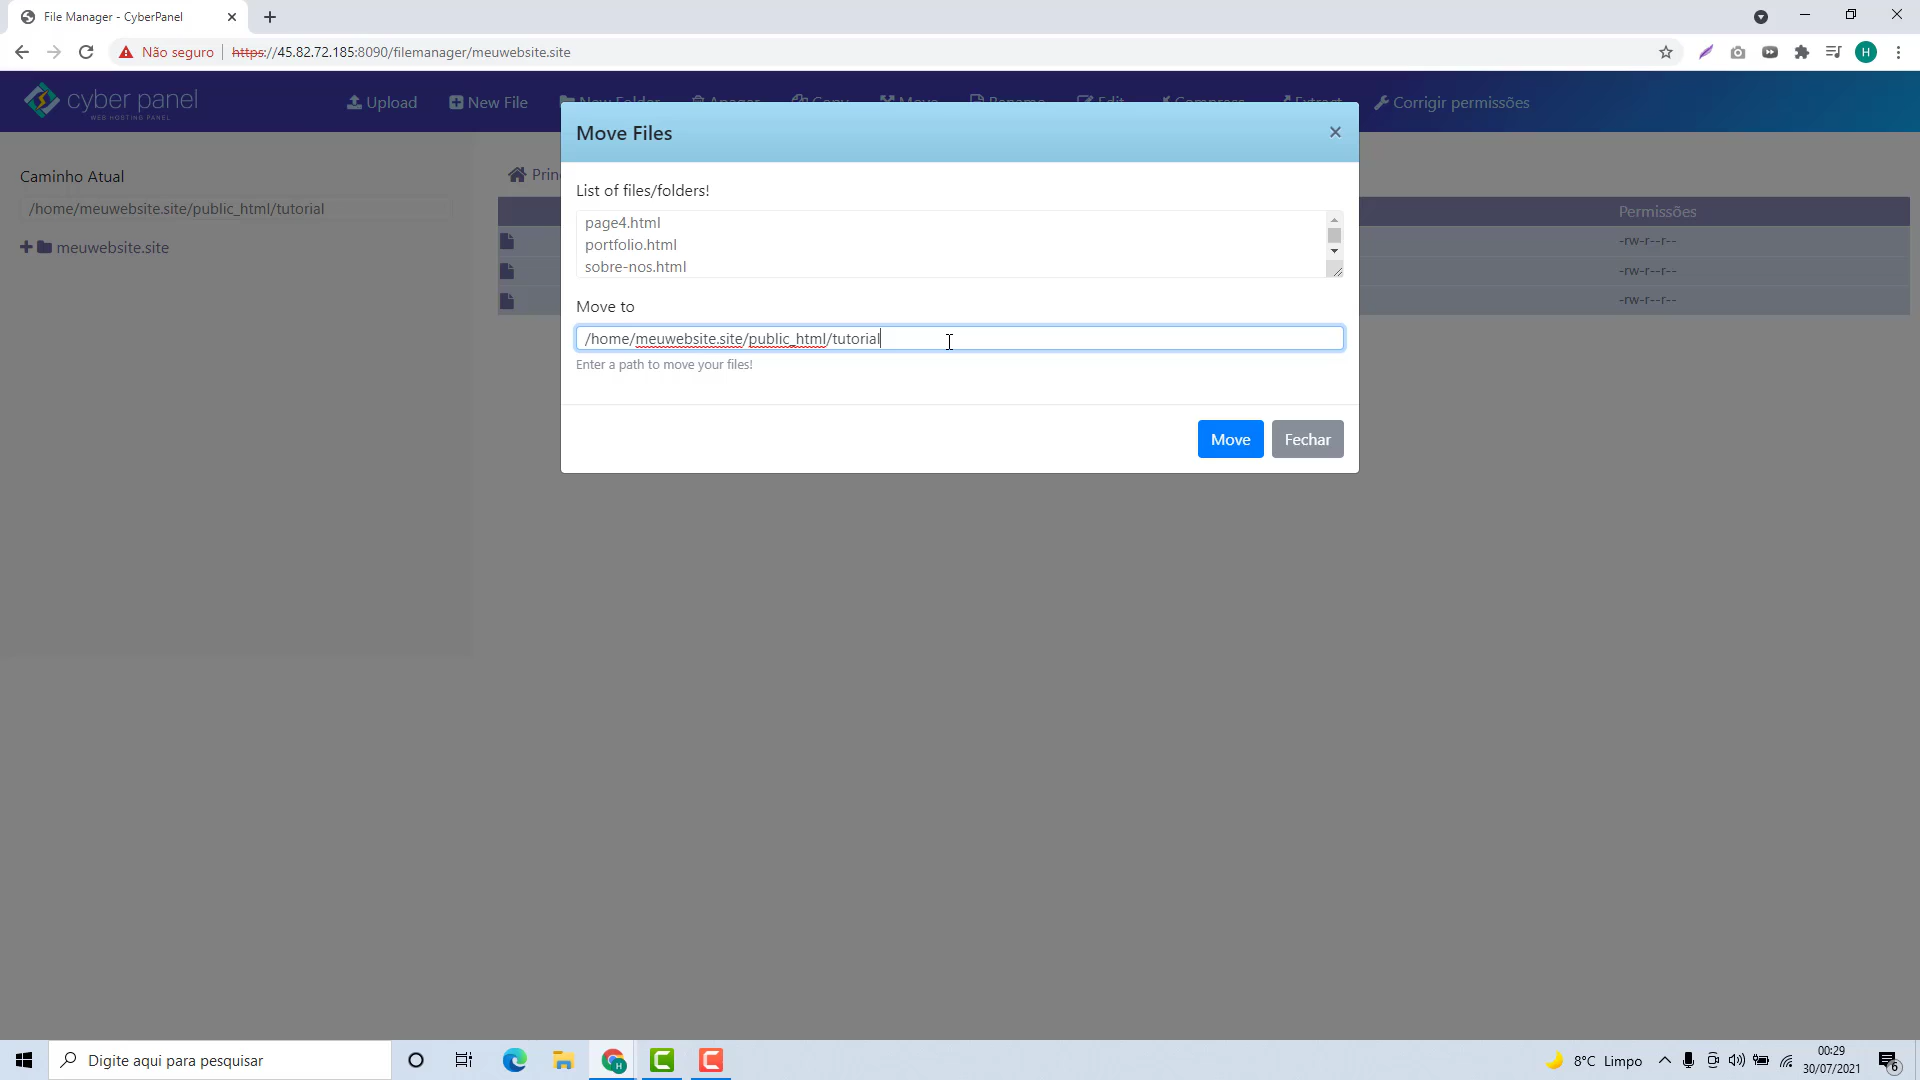 File Manager - CyberPanel
Não seguro
https://45.82.72.185:8090/filemanager/meuwebsite.site
H
cyber panel
WEB HOSTING PANEL
Upload
New File
New Folder
Apagar
Copy
Move
Rename
Edit
Compress
Extract
Corrigir permissões
Move Files
Caminho Atual
/home/meuwebsite.site/public_html/tutorial
meuwebsite.site
Permissões
-rw-r--r--
-rw-r--r--
-rw-r--r--
List of files/folders!
page4.html
portfolio.html
sobre-nos.html
Move to
/home/meuwebsite.site/public_html/tutorial
Enter a path to move your files!
Move
Fechar
Digite aqui para pesquisar
8°C Limpo
00:29
30/07/2021
6